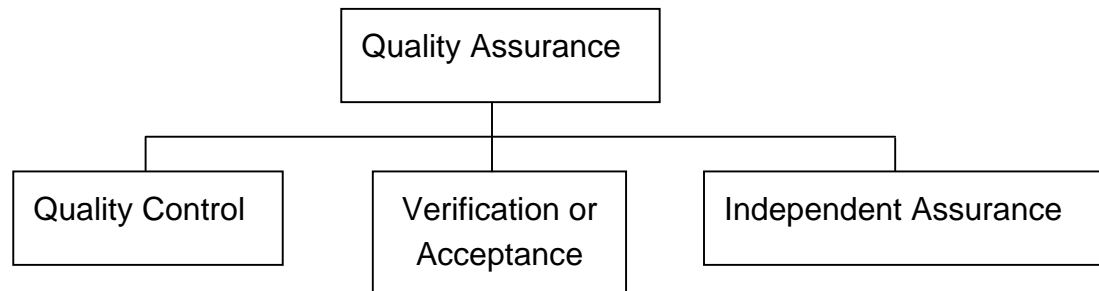 Quality Assurance
Quality Control
Verification or
Acceptance
Independent Assurance